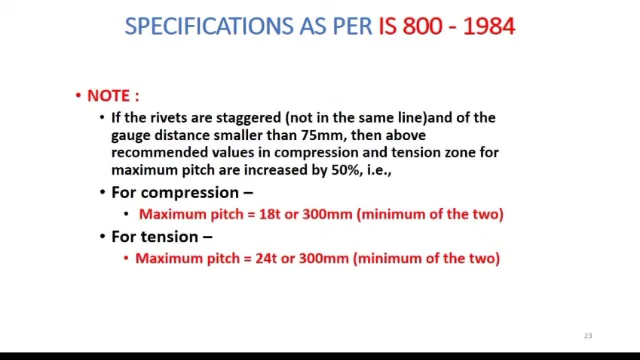 SPECIFICATIONS AS PER IS 800 - 1984
• NOTE :
• If the rivets are staggered (not in the same line)and of the
gauge distance smaller than 75mm, then above
recommended values in compression and tension zone for
maximum pitch are increased by 50%, i.e.,
• For compression –
• Maximum pitch = 18t or 300mm (minimum of the two)
• For tension –
• Maximum pitch = 24t or 300mm (minimum of the two)
23